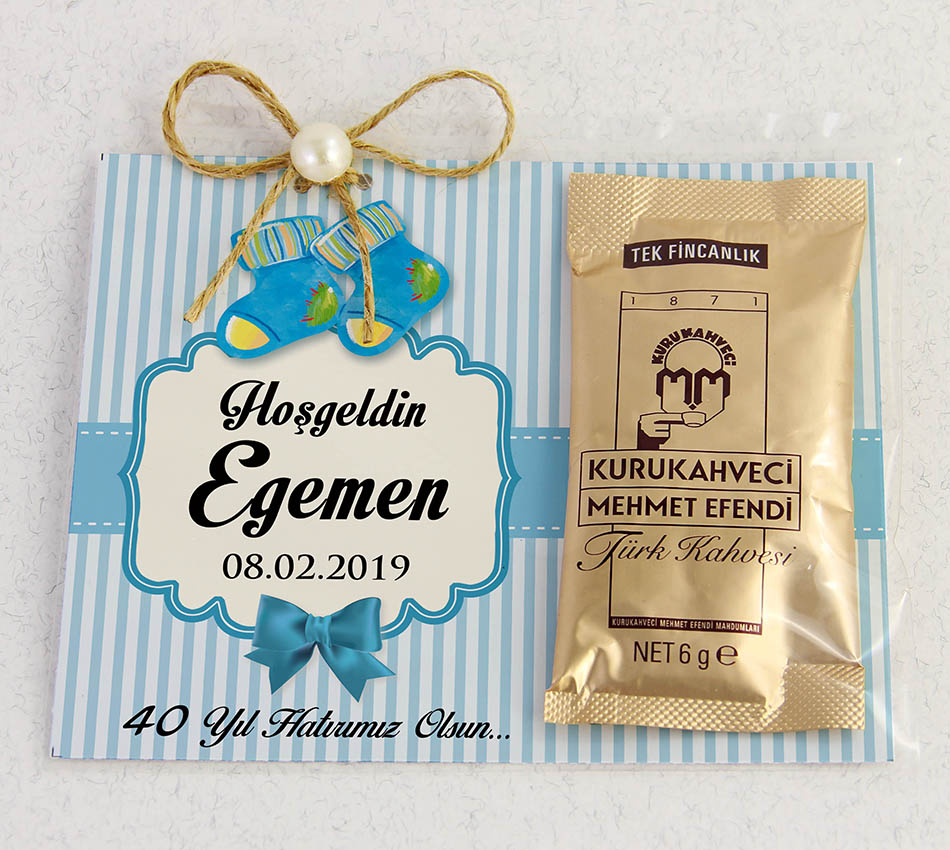 Hoşgeldin
Egemen
08.02.2019
40 Yıl Hatırımız Olsun...
TEK FİNCANLIK
1871
KURUKAHVECİ
MM
KURUKAHVECİ
MEHMET EFENDİ
Türk Kahvesi
KURUKAHVECİ MEHMET EFENDİ MAHDUMLARI
NET 6 g e